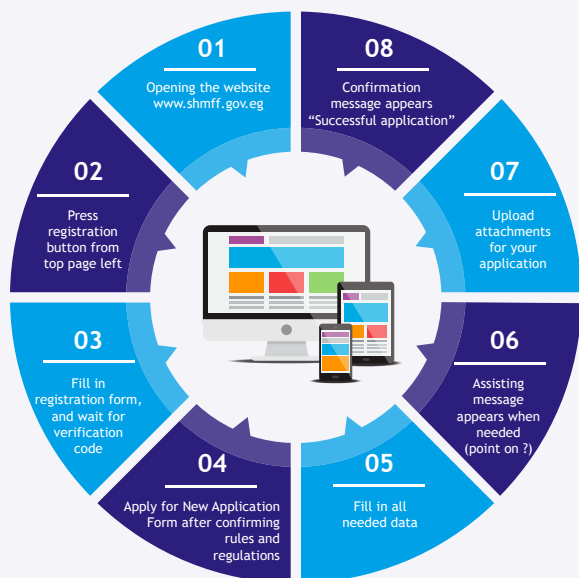 01
Opening the website
www.shmff.gov.eg
02
Press
registration
button from
top page left
03
Fill in
registration form,
and wait for
verification
code
04
Apply for New Application
Form after confirming
rules and
regulations
05
Fill in all
needed data
06
Assisting
message
appears when
needed
(point on ?)
07
Upload
attachments
for your
application
08
Confirmation
message appears
“Successful application”